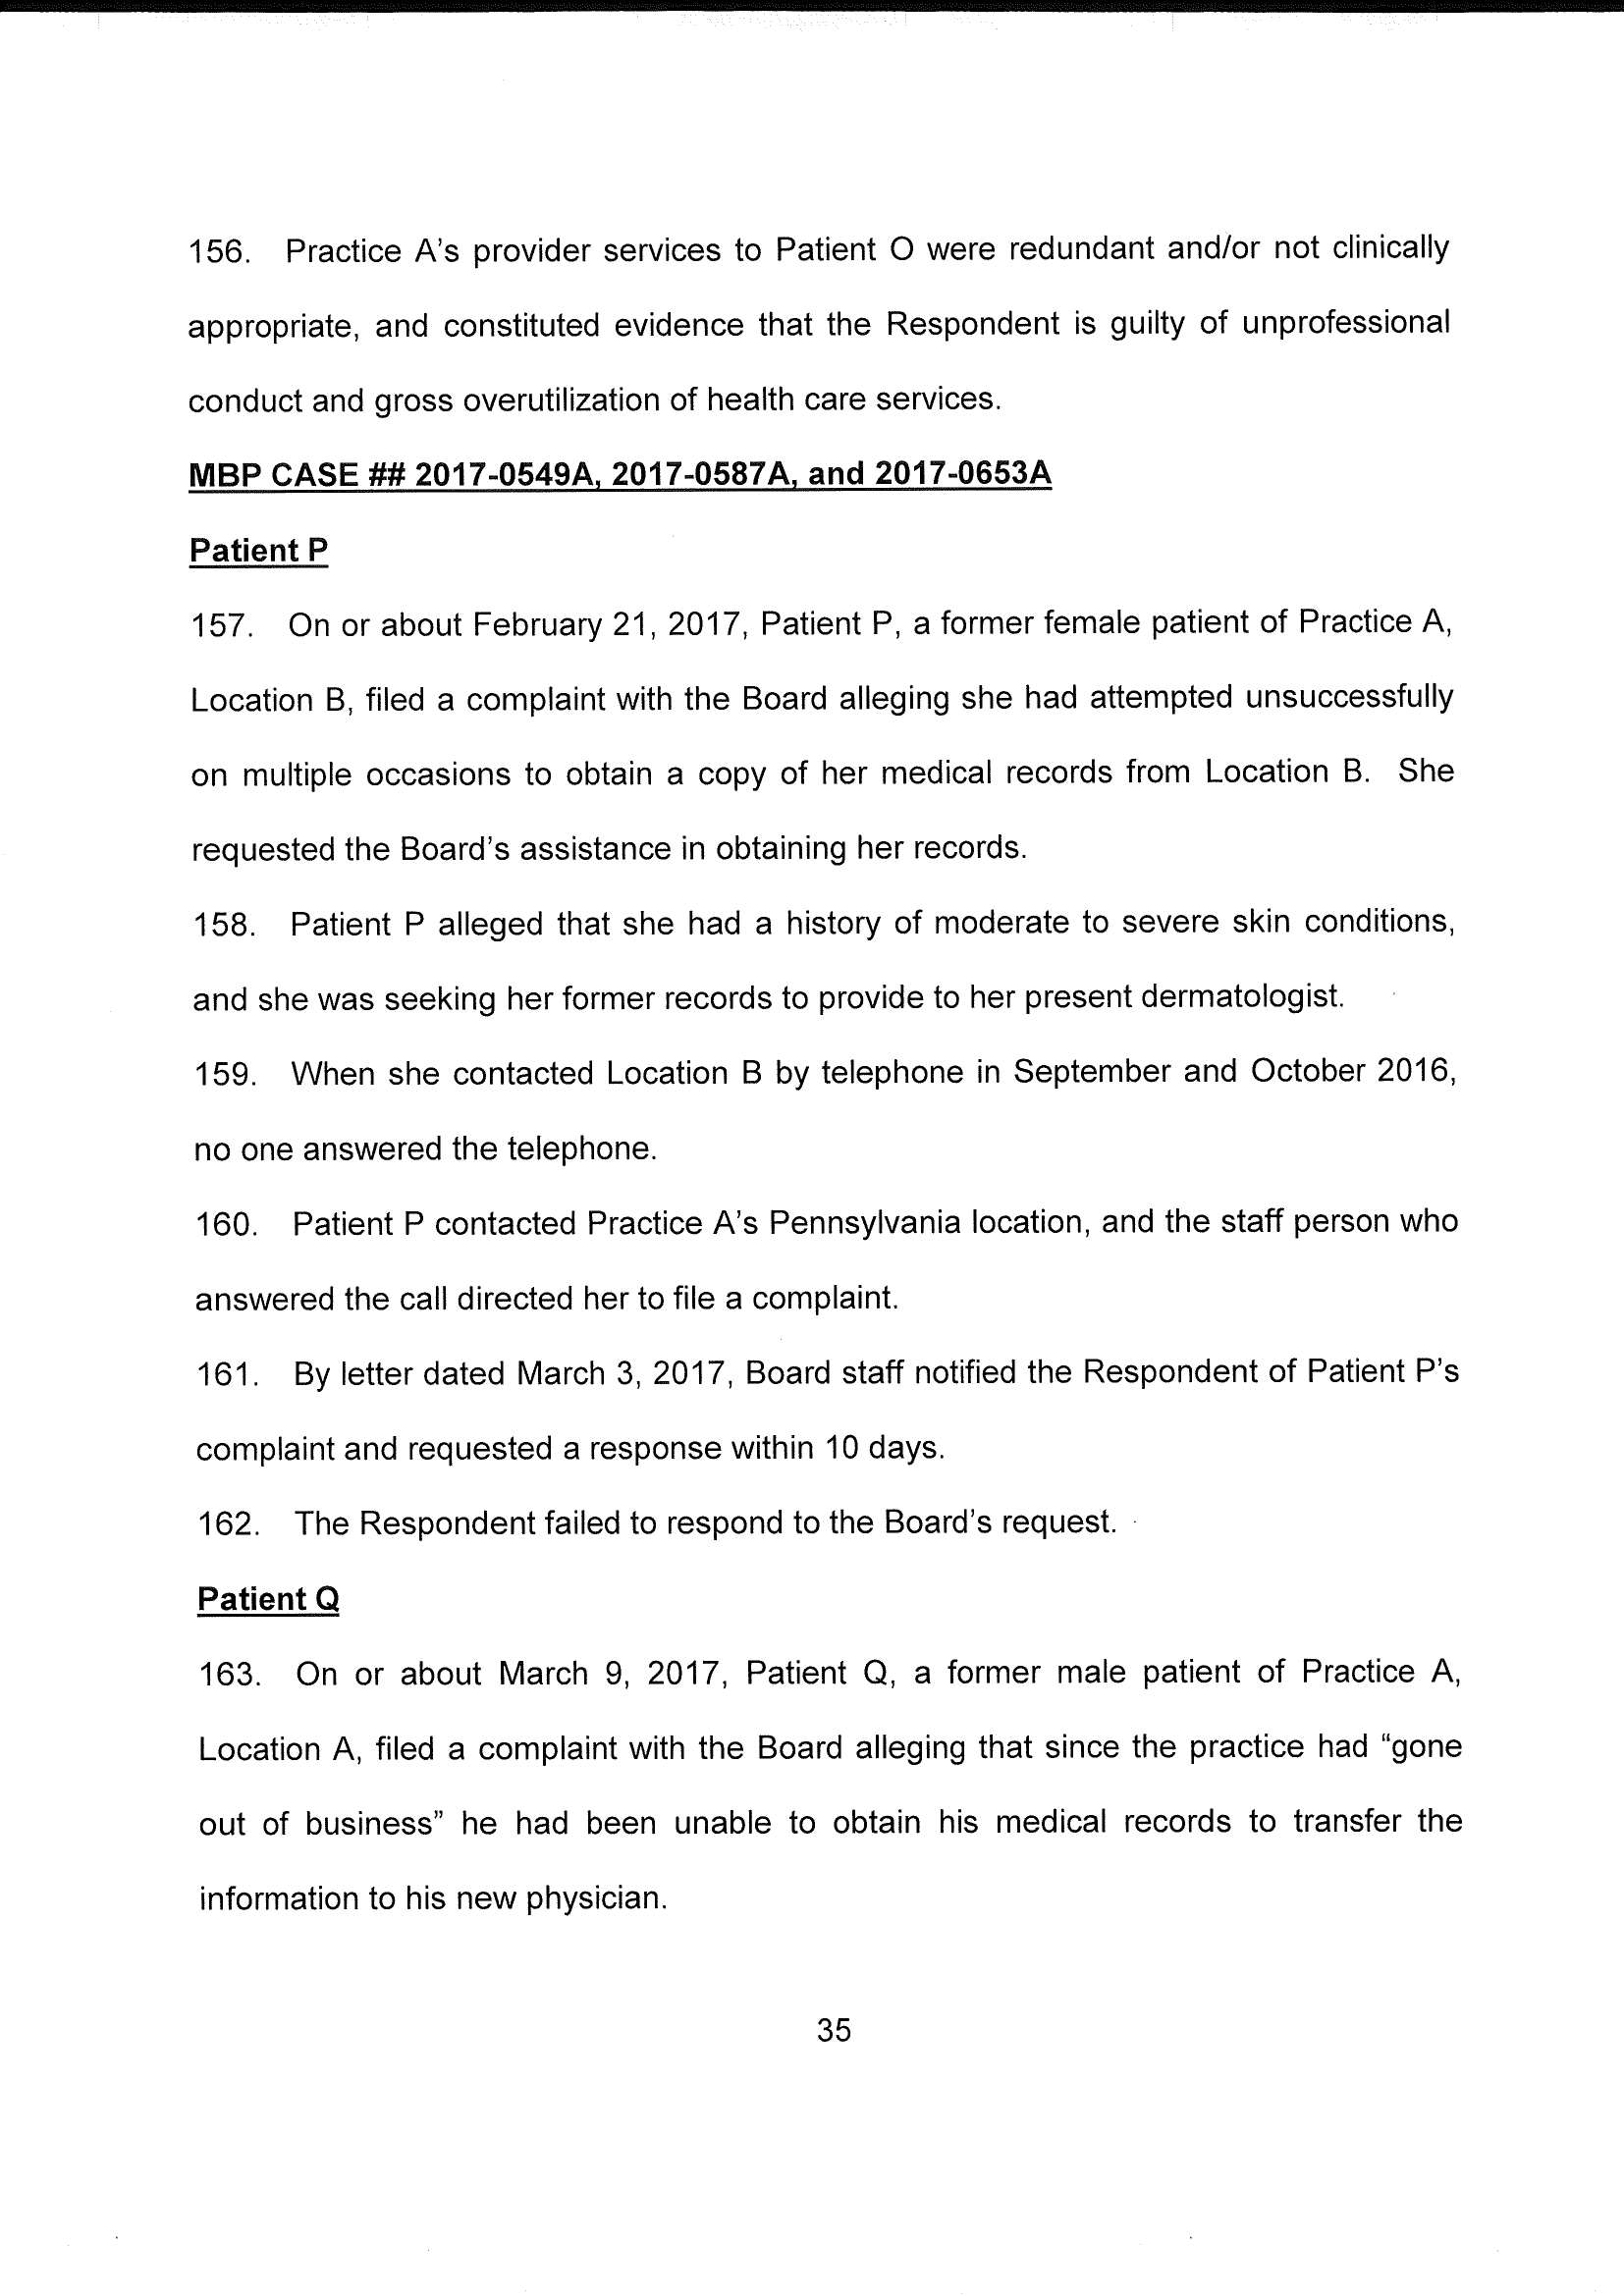 156. Practice A's provider services to Patient O were redundant and/or not clinically
appropriate, and constituted evidence that the Respondent is guilty of unprofessional
conduct and gross overutilization of health care services.
MBP CASE ## 2017-0549A, 2017-0587A, and 2017-0653A
Patient P
157. On or about February 21, 2017, Patient P, a former female patient of Practice A,
Location B, filed a complaint with the Board alleging she had attempted unsuccessfully
on multiple occasions to obtain a copy of her medical records from Location B. She
requested the Board's assistance in obtaining her records.
158. Patient P alleged that she had a history of moderate to severe skin conditions,
and she was seeking her former records to provide to her present dermatologist.
159. When she contacted Location B by telephone in September and October 2016,
no one answered the telephone.
160. Patient P contacted Practice A's Pennsylvania location, and the staff person who
answered the call directed her to file a complaint.
161. By letter dated March 3, 2017, Board staff notified the Respondent of Patient P's
complaint and requested a response within 10 days.
162. The Respondent failed to respond to the Board's request.
Patient Q
163. On or about March 9, 2017, Patient Q, a former male patient of Practice A,
Location A, filed a complaint with the Board alleging that since the practice had “gone
out of business” he had been unable to obtain his medical records to transfer the
information to his new physician.
35